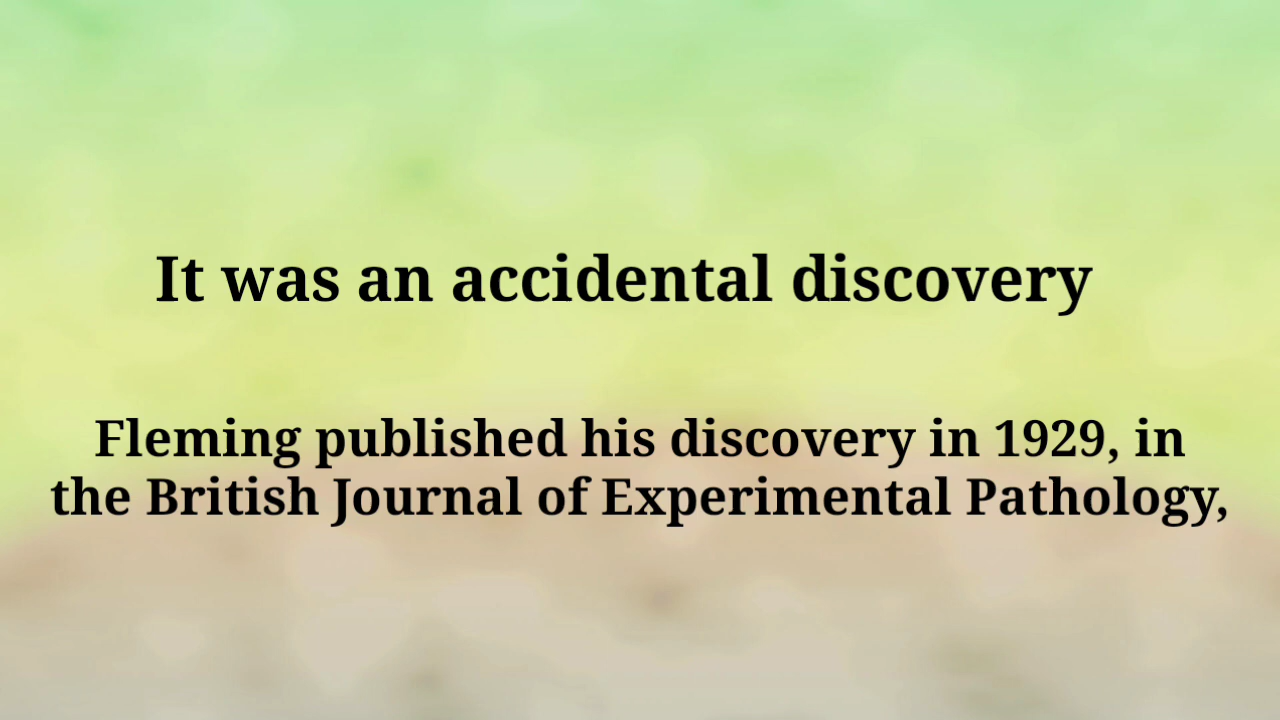 It was an accidental discovery
Fleming published his discovery in 1929, in
the British Journal of Experimental Pathology,